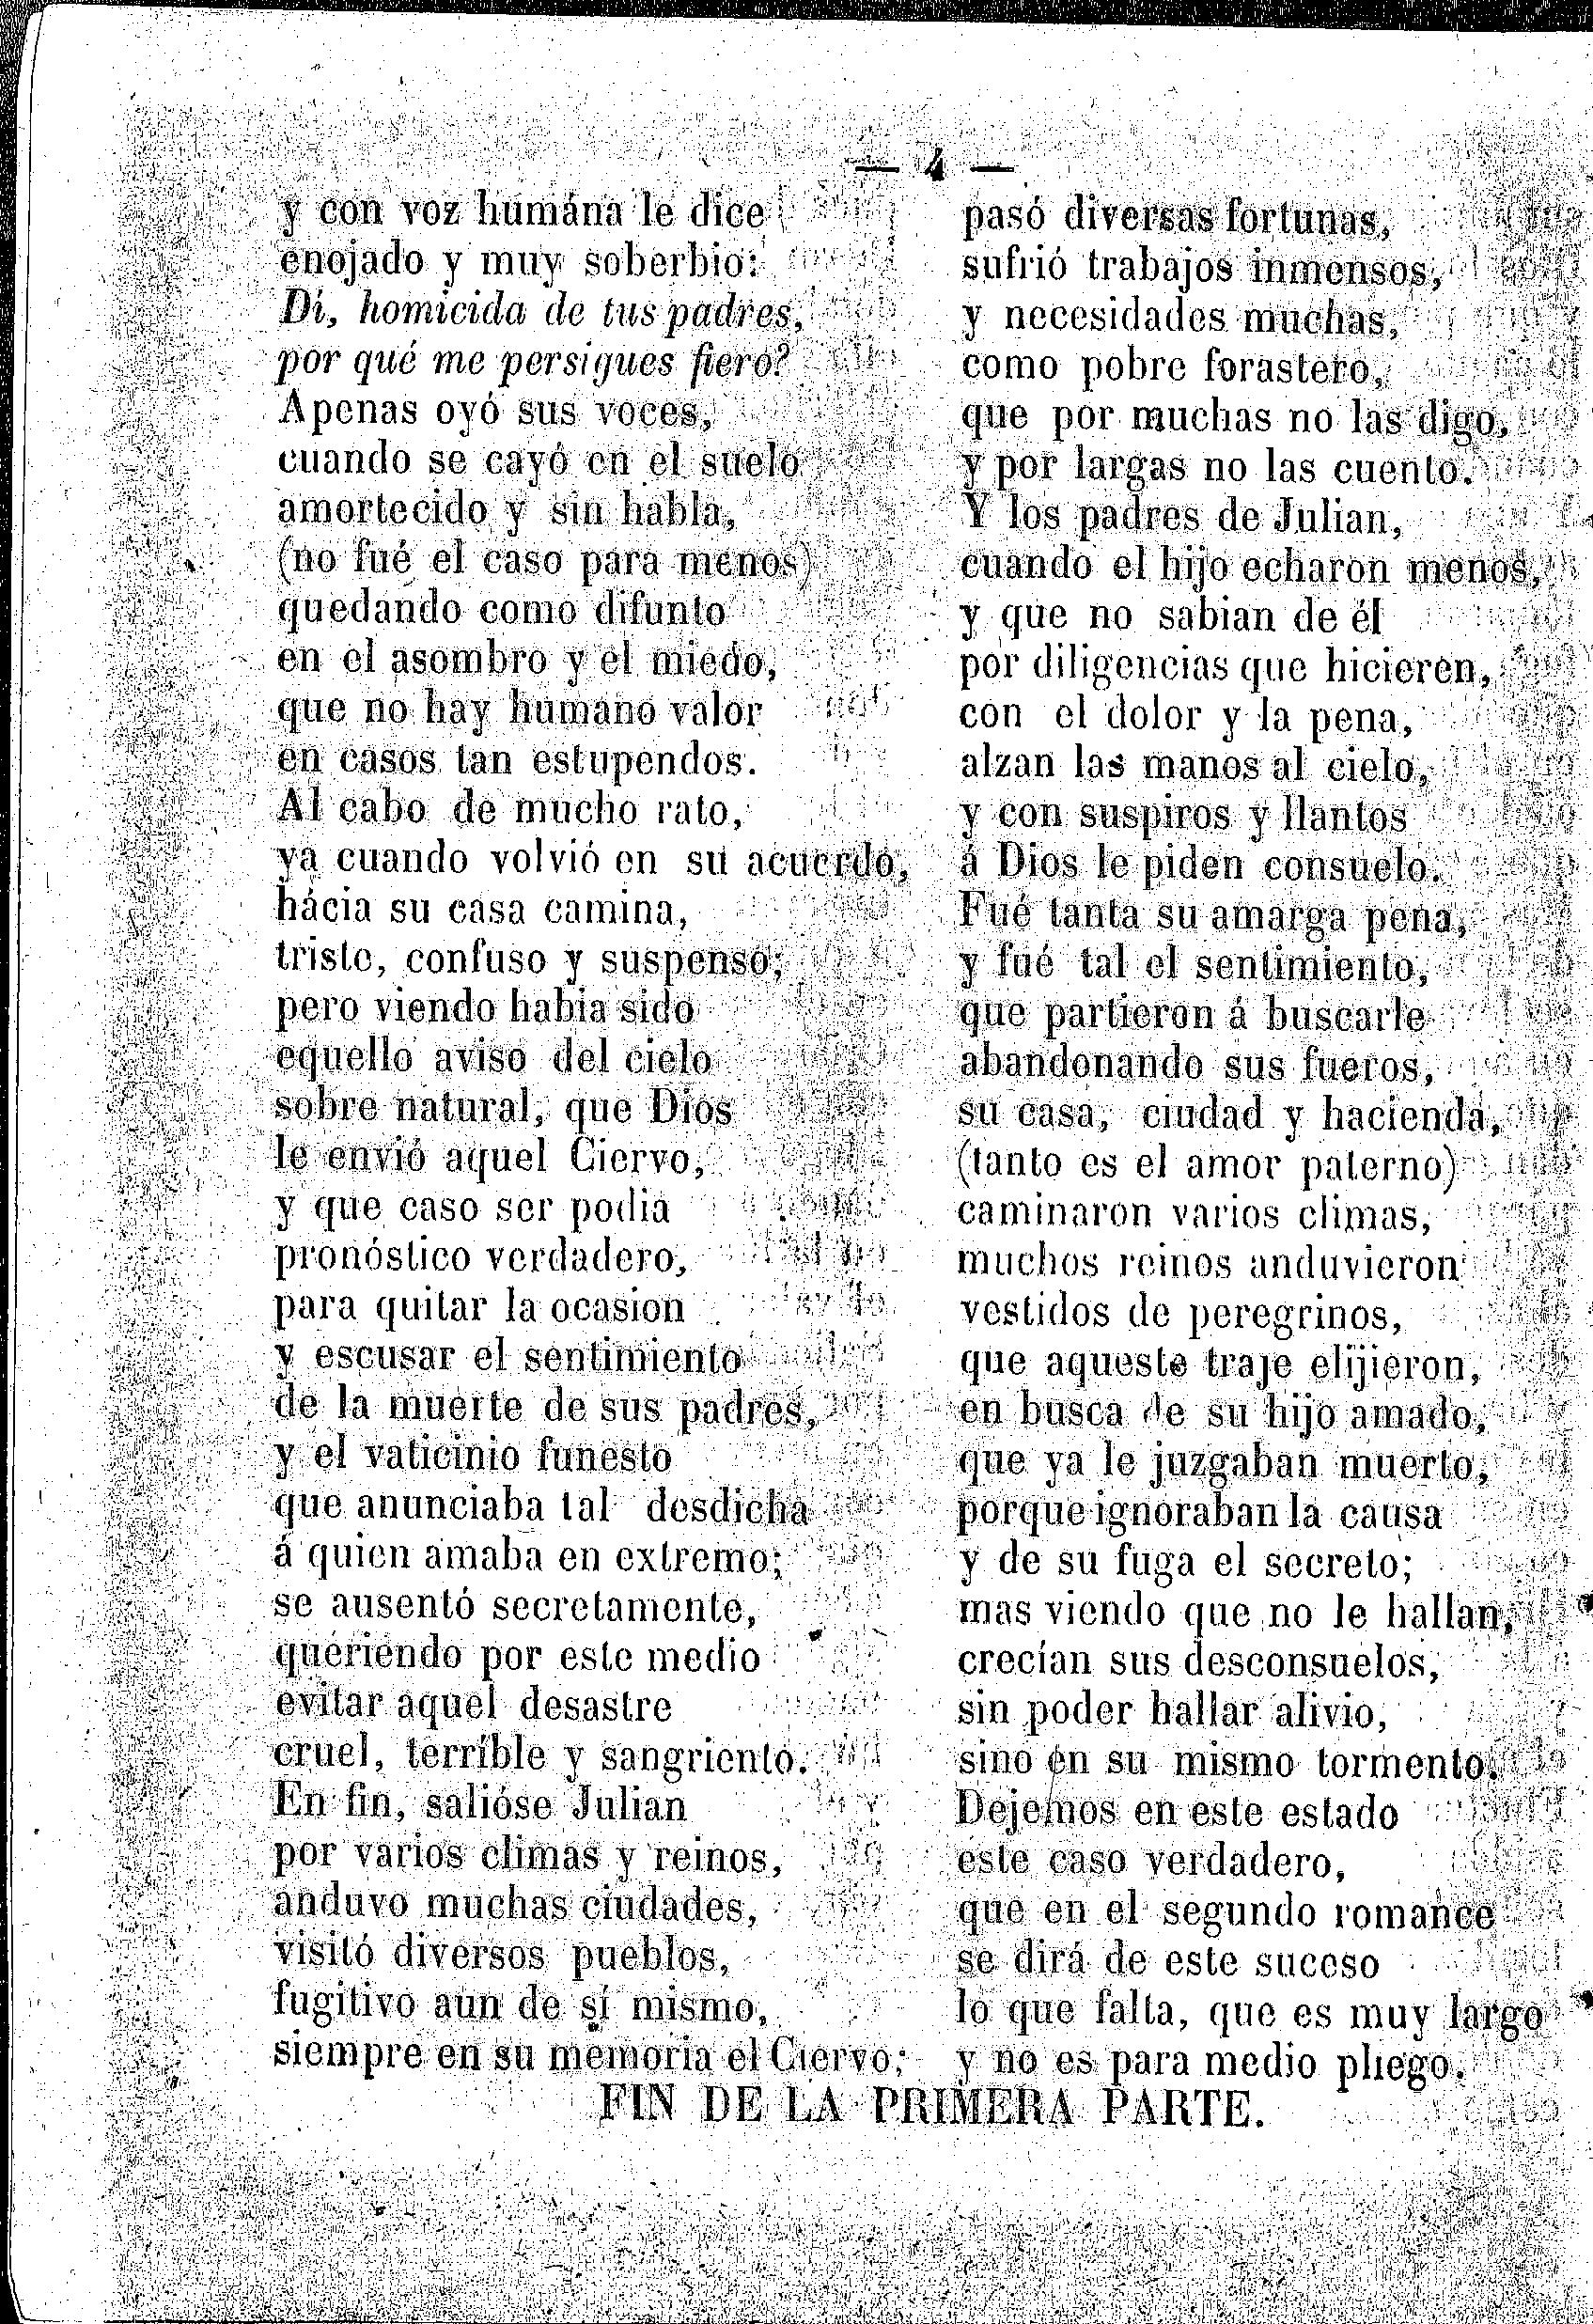 — 4 —
y con voz humána le dice
enojado y muy soberbio:
Di, homicida de tus padres,
por qué me persigues fiero?
Apenas oyó sus voces,
cuando se cayó en el suelo
amortecido y sin habla,
(no fué el caso para menos)
quedando como difunto
en el asombro y el miedo,
que no hay humano valor
en casos tan estupendos.
Al cabo de mucho rato,
ya cuando volvió en su acuerdo,
hácia su casa camina,
triste, confuso y suspenso;
pero viendo habia sido
equello aviso del cielo
sobre natural, que Dios
le envió aquel Ciervo,
y que caso ser podia
pronóstico verdadero,
para quitar la ocasion
y escusar el sentimiento
de la muerte de sus padres,
y el vaticinio funesto
que anunciaba tal desdicha
á quien amaba en extremo;
se ausentó secretamente,
queriendo por este medio
evitar aquel desastre
cruel, terrible y sangriento.
En fin, salióse Julian
por varios climas y reinos,
anduvo muchas ciudades,
visitó diversos pueblos,
fugitivo aun de sí mismo,
siempre en su memoria el Ciervo;
pasó diversas fortunas,
sufrió trabajos inmensos,
y necesidades muchas,
como pobre forastero,
que por muchas no las digo,
y por largas no las cuento.
Y los padres de Julian,
cuando el hijo echaron menos,
y que no sabian de él
por diligencias que hicieren,
con el dolor y la pena,
alzan las manos al cielo,
y con suspiros y llantos
á Dios le piden consuelo.
Fué tanta su amarga pena,
y fué tal el sentimiento,
que partieron á buscarle
abandonando sus fueros,
su casa, ciudad y hacienda,
(tanto es el amor paterno)
caminaron varios climas,
muchos reinos anduvieron
vestidos de peregrinos,
que aqueste traje elijieron,
en busca de su hijo amado,
que ya le juzgaban muerto,
porque ignoraban la causa
y de su fuga el secreto;
mas viendo que no le hallan,
crecían sus desconsuelos,
sin poder hallar alivio,
sino en su mismo tormento.
Dejemos en este estado
este caso verdadero,
que en el segundo romance
se dirá de este suceso
lo que falta, que es muy largo
y no es para medio pliego.
FIN DE LA PRIMERA PARTE.